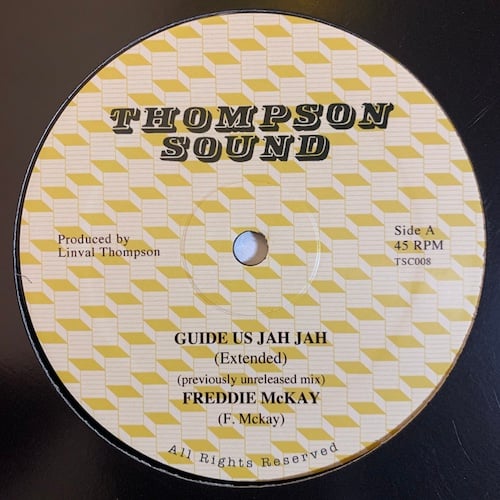 THOMPSON
SOUND
Produced by
Linval Thompson
Side A
45 RPM
TSC008
GUIDE US JAH JAH
(Extended)
(previously unreleased mix)
FREDDIE McKAY
(F. Mckay)
All Rights Reserved